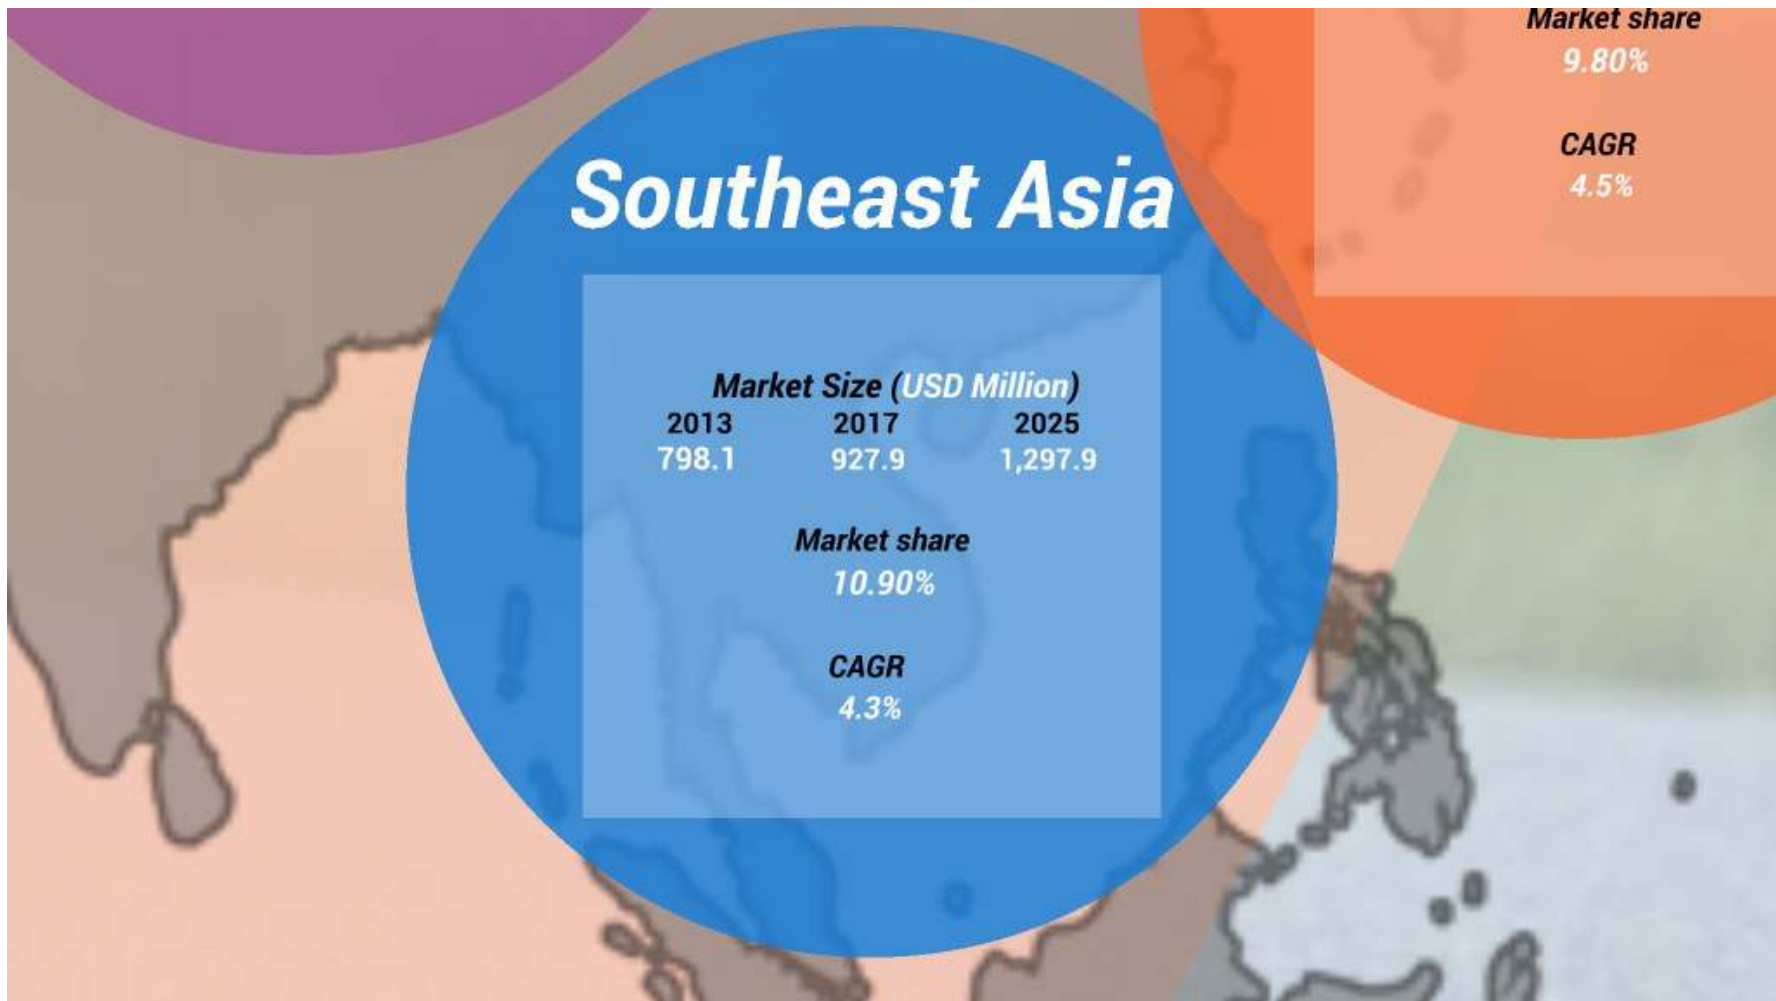 Market share
9.80%
CAGR
4.5%
Southeast Asia
Market Size (USD Million)
2013 2017 2025
798.1 927.9 1,297.9
Market share
10.90%
CAGR
4.3%